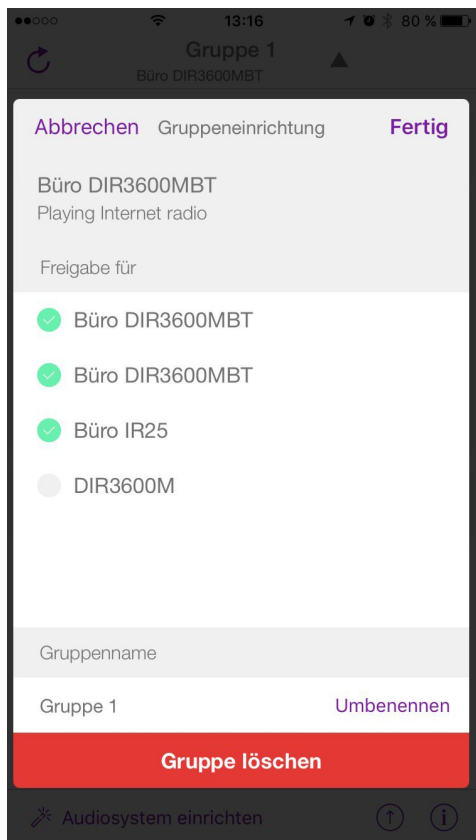 13:16 80 %
Gruppe 1
Büro DIR3600MBT
Abbrechen Gruppeneinrichtung Fertig
Büro DIR3600MBT
Playing Internet radio
Freigabe für
Büro DIR3600MBT
Büro DIR3600MBT
Büro IR25
DIR3600M
Gruppenname
Gruppe 1 Umbenennen
Gruppe löschen
Audiosystem einrichten